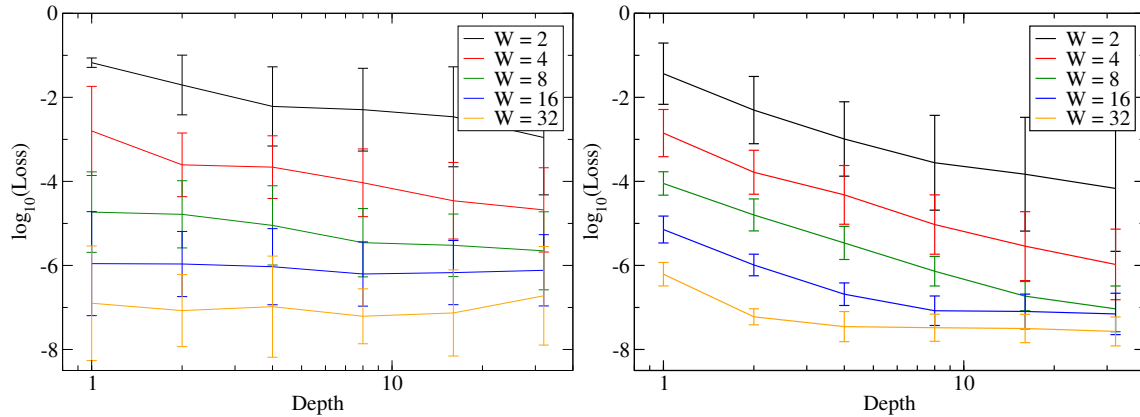 0
-2
-4
-6
-8
log10(Loss)
1
10
Depth
W = 2
W = 4
W = 8
W = 16
W = 32
0
-2
-4
-6
-8
log10(Loss)
1
10
Depth
W = 2
W = 4
W = 8
W = 16
W = 32